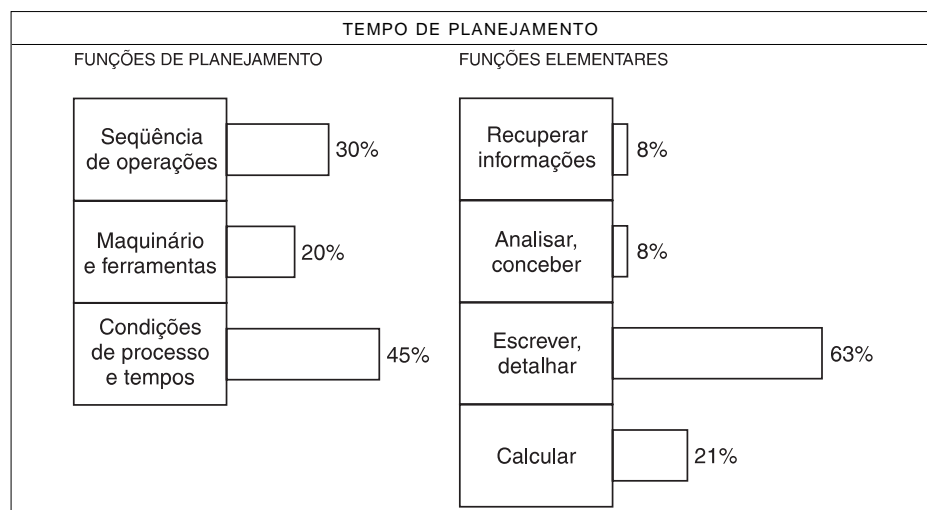 TEMPO DE PLANEJAMENTO
FUNÇÕES DE PLANEJAMENTO
Seqüência
de operações
30%
Maquinário
e ferramentas
20%
Condições
de processo
e tempos
45%
FUNÇÕES ELEMENTARES
Recuperar
informações
8%
Analisar,
conceber
8%
Escrever,
detalhar
63%
Calcular
21%